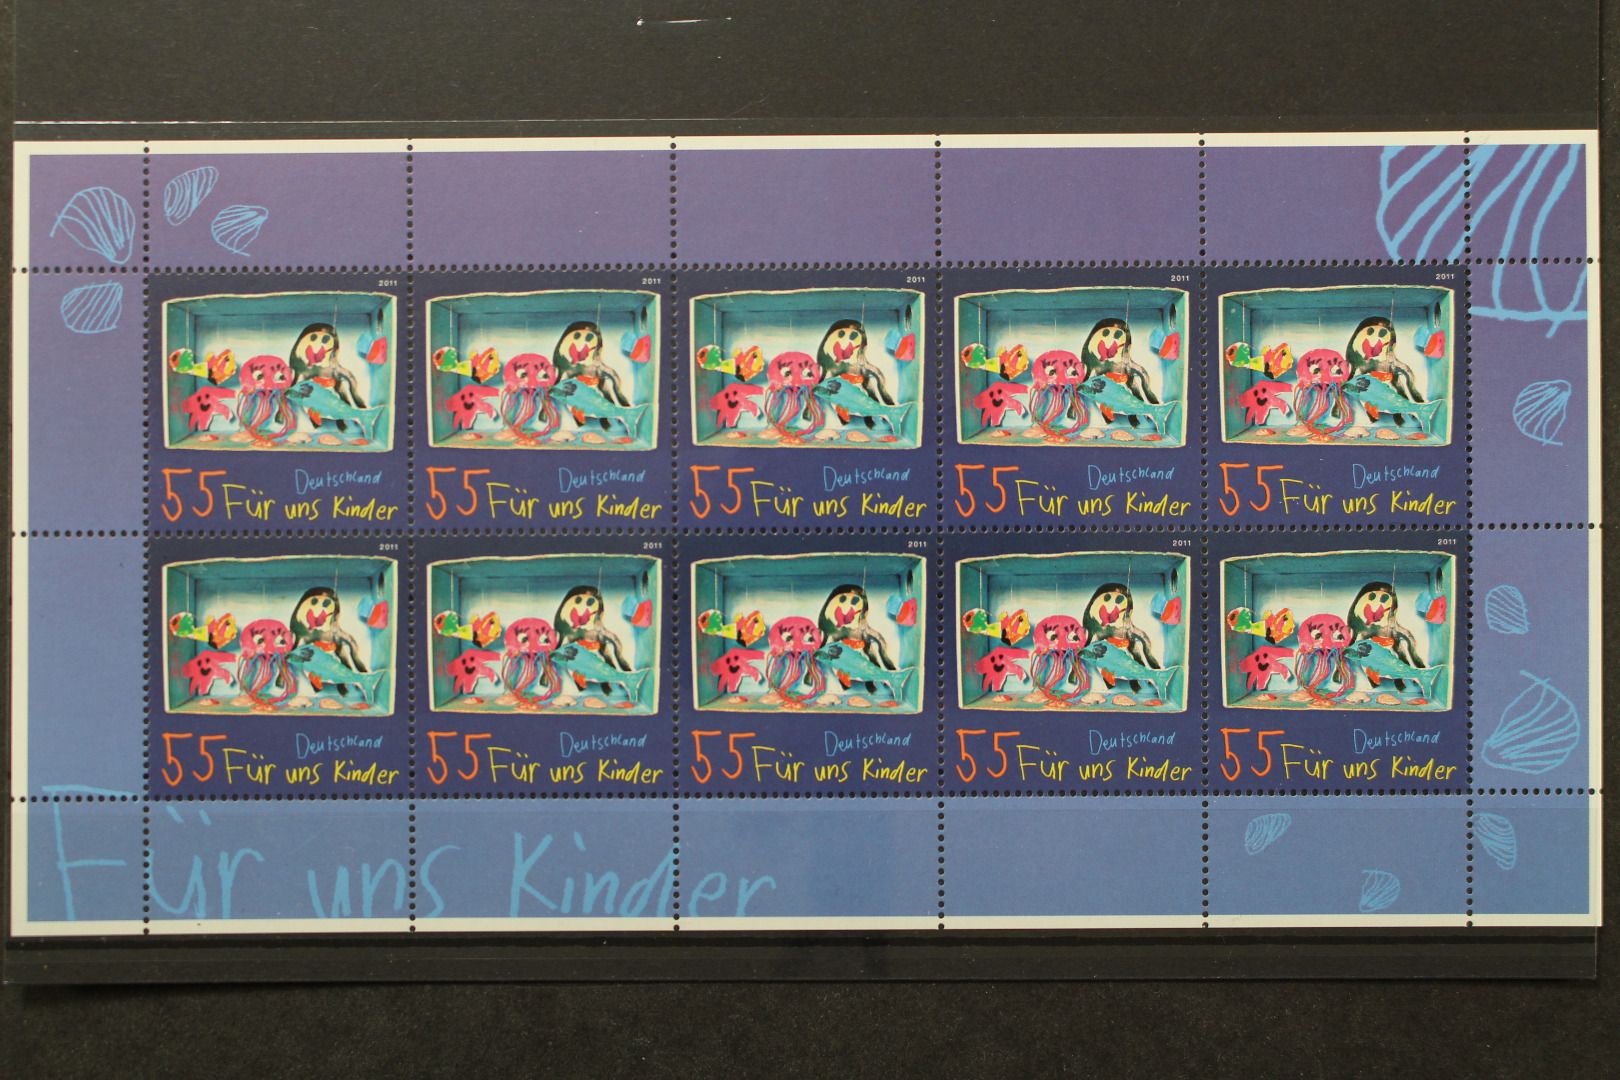 2011 2011 2011 2011 2011
Deutschland Deutschland Deutschland Deutschland Deutschland
55 Für uns Kinder 55 Für uns Kinder 55 Für uns Kinder 55 Für uns Kinder 55 Für uns Kinder
2011 2011 2011 2011 2011
Deutschland Deutschland Deutschland Deutschland Deutschland
55 Für uns Kinder 55 Für uns Kinder 55 Für uns Kinder 55 Für uns Kinder 55 Für uns Kinder
Für uns Kinder